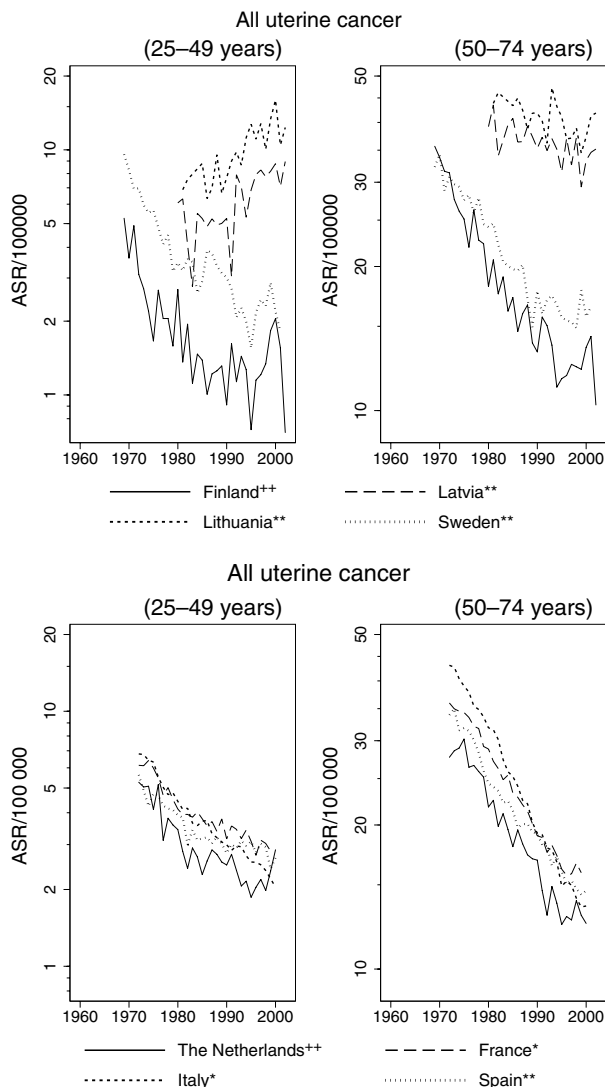 All uterine cancer
(25–49 years)
(50–74 years)
ASR/100000
20
10
5
2
1
1960 1970 1980 1990 2000
ASR/100000
50
30
20
10
1960 1970 1980 1990 2000
Finland++
Latvia**
Lithuania**
Sweden**
All uterine cancer
(25–49 years)
(50–74 years)
ASR/100 000
20
10
5
2
1
1960 1970 1980 1990 2000
ASR/100 000
50
30
20
10
1960 1970 1980 1990 2000
The Netherlands++
France*
Italy*
Spain**